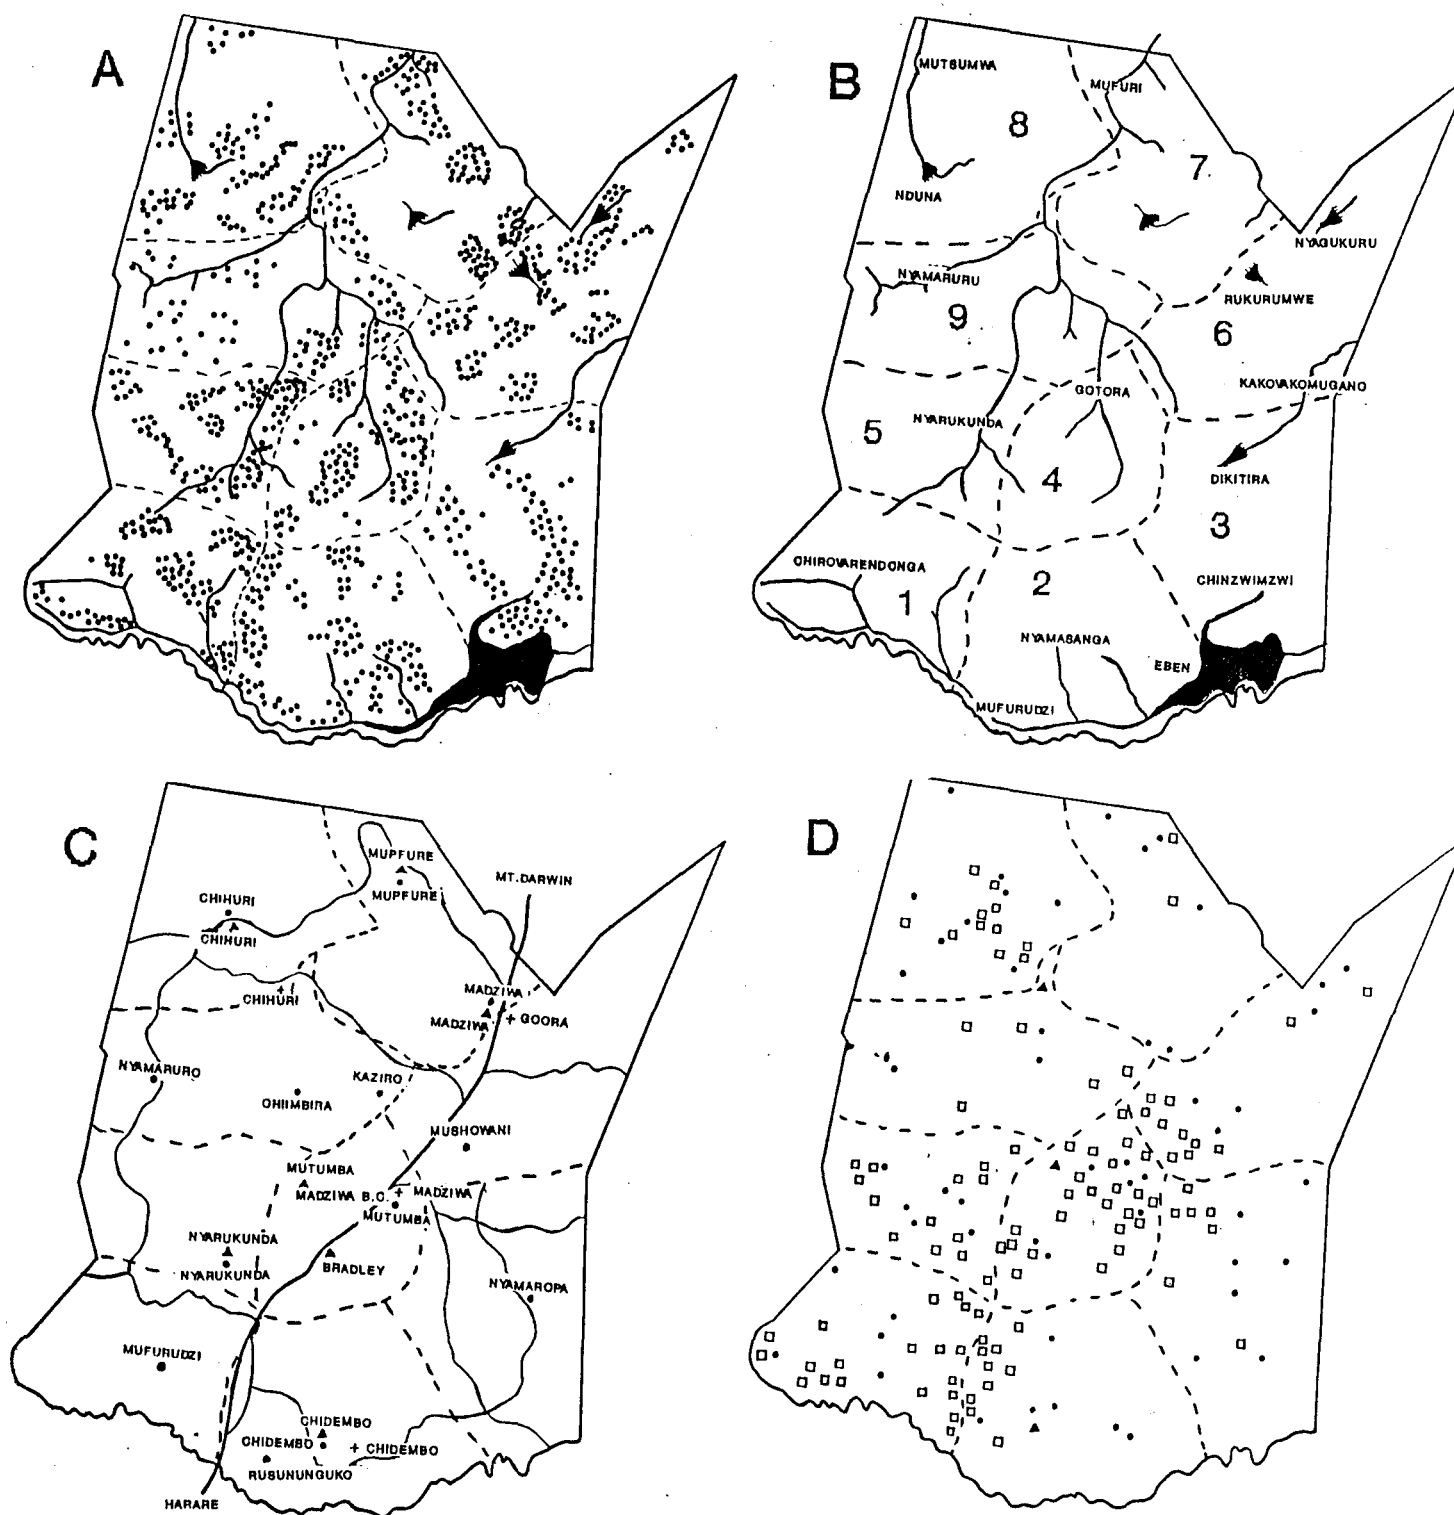 A
B
MUTSUMWA
MUFURI
8
7
NDUNA
NYAGUKURU
NYAMARURU
RUKURUMWE
9
6
KAKOVAKOMUGANO
GOTORA
5
NYARUKUNDA
4
DIKITIRA
3
CHIROVARENDONGA
2
CHINZWIMZWI
1
NYAMASANGA
EBEN
MUFURUDZI
C
D
MUPFURE
MT. DARWIN
MUPFURE
CHIHURI
CHIHURI
MADZIWA
CHIHURI
MADZIWA
GOORA
NYAMARURO
KAZIRO
CHIIMBIRA
MUSHOWANI
MUTUMBA
MADZIWA B.C.
MADZIWA
MUTUMBA
NYARUKUNDA
BRADLEY
NYARUKUNDA
NYAMAROPA
MUFURUDZI
CHIDEMBO
CHIDEMBO
CHIDEMBO
RUSUNUNGUKO
HARARE